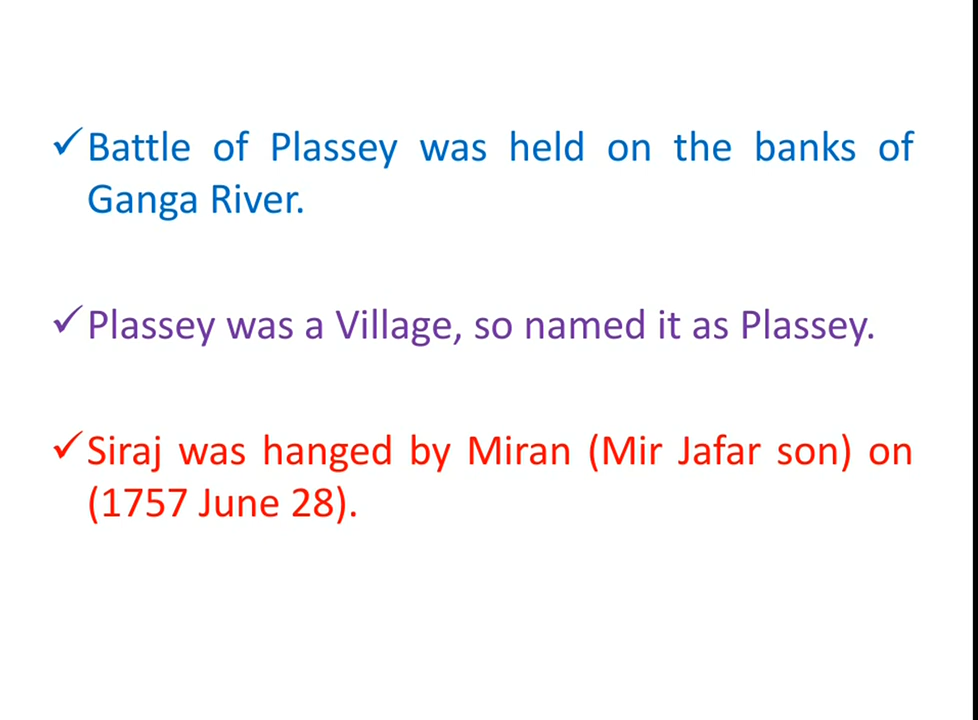 ✓Battle of Plassey was held on the banks of
Ganga River.
✓Plassey was a Village, so named it as Plassey.
✓Siraj was hanged by Miran (Mir Jafar son) on
(1757 June 28).